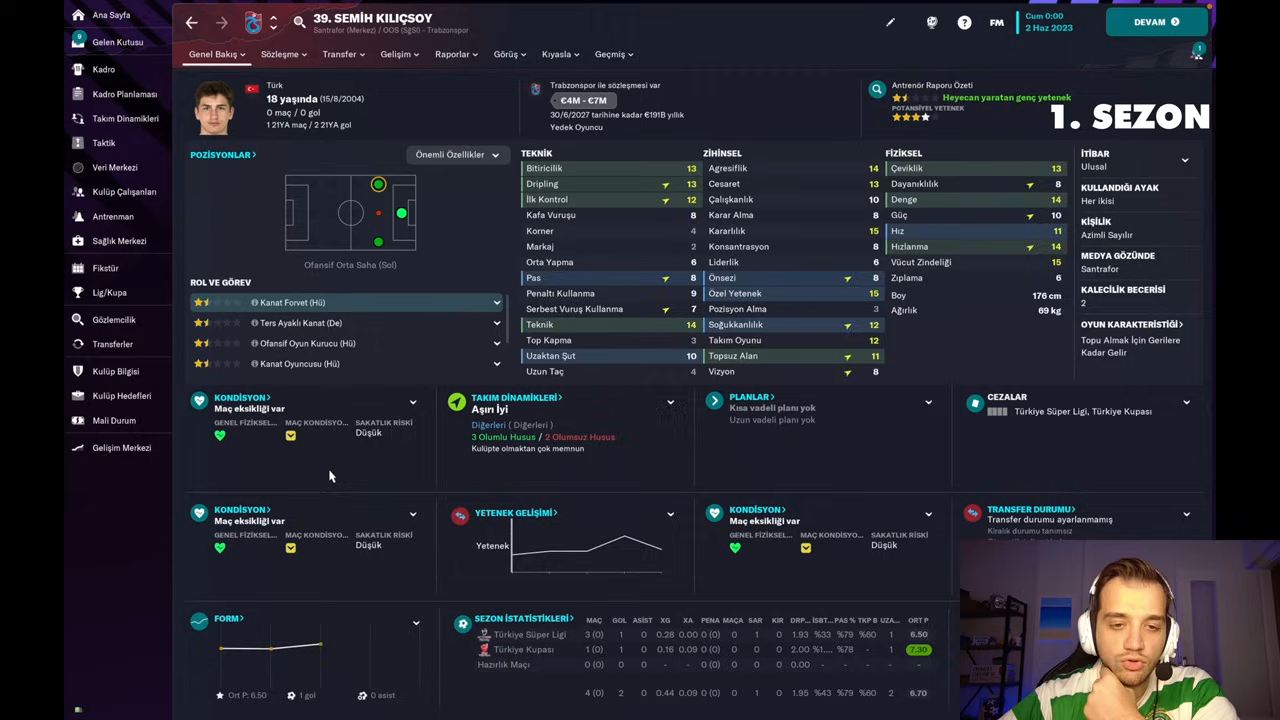 Ana Sayfa
9
Gelen Kutusu
Kadro
Kadro Planlaması
Takım Dinamikleri
Taktik
Veri Merkezi
Kulüp Çalışanları
Antrenman
Sağlık Merkezi
Fikstür
Lig/Kupa
Gözlemcilik
Transferler
Kulüp Bilgisi
Kulüp Hedefleri
Mali Durum
Gelişim Merkezi
39. SEMİH KILIÇSOY
Santrafor (Merkez) / OOS (SğSl) - Trabzonspor
FM
Cum 0:00
2 Haz 2023
DEVAM
1
Genel Bakış
Sözleşme
Transfer
Gelişim
Raporlar
Görüş
Kıyasla
Geçmiş
Türk
18 yaşında (15/8/2004)
0 maç / 0 gol
1 21YA maç / 2 21YA gol
Trabzonspor ile sözleşmesi var
€4M - €7M
30/6/2027 tarihine kadar €191B yıllık
Yedek Oyuncu
Antrenör Raporu Özeti
Heyecan yaratan genç yetenek
POTANSİYEL YETENEK
1. SEZON
POZİSYONLAR
Önemli Özellikler
Ofansif Orta Saha (Sol)
ROL VE GÖREV
Kanat Forvet (Hü)
Ters Ayaklı Kanat (De)
Ofansif Oyun Kurucu (Hü)
Kanat Oyuncusu (Hü)
TEKNİK
Bitiricilik 13
Dripling 13
İlk Kontrol 12
Kafa Vuruşu 8
Korner 4
Markaj 2
Orta Yapma 6
Pas 8
Penaltı Kullanma 9
Serbest Vuruş Kullanma 7
Teknik 14
Top Kapma 3
Uzaktan Şut 10
Uzun Taç 4
ZİHİNSEL
Agresiflik 14
Cesaret 13
Çalışkanlık 10
Karar Alma 8
Kararlılık 15
Konsantrasyon 8
Liderlik 6
Önsezi 8
Özel Yetenek 15
Pozisyon Alma 3
Soğukkanlılık 12
Takım Oyunu 12
Topsuz Alan 11
Vizyon 8
FİZİKSEL
Çeviklik 13
Dayanıklılık 8
Denge 14
Güç 10
Hız 11
Hızlanma 14
Vücut Zindeliği 15
Zıplama 6
Boy 176 cm
Ağırlık 69 kg
İTİBAR
Ulusal
KULLANDIĞI AYAK
Her ikisi
KİŞİLİK
Azimli Sayılır
MEDYA GÖZÜNDE
Santrafor
KALECİLİK BECERİSİ
2
OYUN KARAKTERİSTİĞİ
Topu Almak İçin Gerilere
Kadar Gelir
KONDİSYON
Maç eksikliği var
GENEL FİZİKSEL... MAÇ KONDİSYO... SAKATLIK RİSKİ
Düşük
TAKIM DİNAMİKLERİ
Aşırı İyi
Diğerleri ( Diğerleri )
3 Olumlu Husus / 2 Olumsuz Husus
Kulüpte olmaktan çok memnun
PLANLAR
Kısa vadeli planı yok
Uzun vadeli planı yok
CEZALAR
Türkiye Süper Ligi, Türkiye Kupası
KONDİSYON
Maç eksikliği var
GENEL FİZİKSEL... MAÇ KONDİSYO... SAKATLIK RİSKİ
Düşük
YETENEK GELİŞİMİ
Yetenek
KONDİSYON
Maç eksikliği var
GENEL FİZİKSEL... MAÇ KONDİSYO... SAKATLIK RİSKİ
Düşük
TRANSFER DURUMU
Transfer durumu ayarlanmamış
Kiralık durumu tanımsız
FORM
Ort P: 6.50 1 gol 0 asist
SEZON İSTATİSTİKLERİ MAÇ GOL ASİST XG XA PENA MAÇA SAR KIR DRP... İSBT... PAS % TKP B UZA... ORT P
Türkiye Süper Ligi 3 (0) 1 0 0.28 0.00 0 (0) 0 1 0 1.93 %33 %79 %60 1 6.50
Türkiye Kupası 1 (0) 1 0 0.16 0.09 0 (0) 0 0 0 2.00 %1... %78 - 1 7.30
Hazırlık Maçı 0 (0) 0 0 0.00 0.00 0 (0) 0 0 0 0.00 - - - - -
4 (0) 2 0 0.44 0.09 0 (0) 0 1 0 1.95 %43 %79 %60 2 6.70